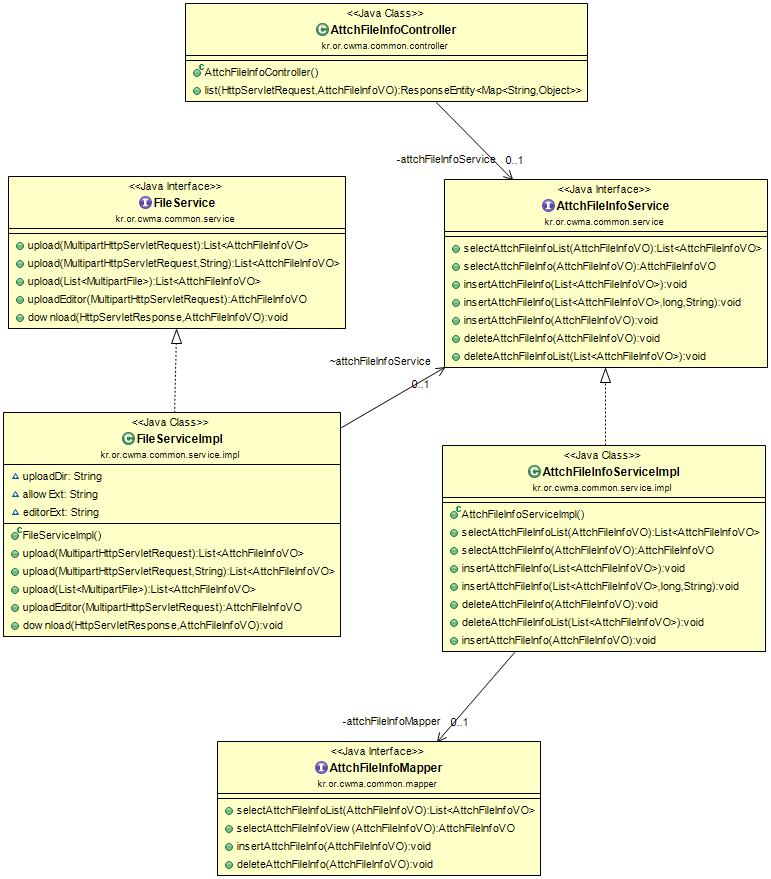 <<Java Class>>
AttchFileInfoController
kr.or.cwma.common.controller
AttchFileInfoController()
list(HttpServletRequest,AttchFileInfoVO):ResponseEntity<Map<String,Object>>
-attchFileInfoService 0..1
<<Java Interface>>
FileService
kr.or.cwma.common.service
upload(MultipartHttpServletRequest):List<AttchFileInfoVO>
upload(MultipartHttpServletRequest,String):List<AttchFileInfoVO>
upload(List<MultipartFile>):List<AttchFileInfoVO>
uploadEditor(MultipartHttpServletRequest):AttchFileInfoVO
download(HttpServletResponse,AttchFileInfoVO):void
<<Java Interface>>
AttchFileInfoService
kr.or.cwma.common.service
selectAttchFileInfoList(AttchFileInfoVO):List<AttchFileInfoVO>
selectAttchFileInfo(AttchFileInfoVO):AttchFileInfoVO
insertAttchFileInfo(List<AttchFileInfoVO>):void
insertAttchFileInfo(List<AttchFileInfoVO>,long,String):void
insertAttchFileInfo(AttchFileInfoVO):void
deleteAttchFileInfo(AttchFileInfoVO):void
deleteAttchFileInfoList(List<AttchFileInfoVO>):void
~attchFileInfoService
0..1
<<Java Class>>
FileServiceImpl
kr.or.cwma.common.service.impl
uploadDir: String
allowExt: String
editorExt: String
FileServiceImpl()
upload(MultipartHttpServletRequest):List<AttchFileInfoVO>
upload(MultipartHttpServletRequest,String):List<AttchFileInfoVO>
upload(List<MultipartFile>):List<AttchFileInfoVO>
uploadEditor(MultipartHttpServletRequest):AttchFileInfoVO
download(HttpServletResponse,AttchFileInfoVO):void
<<Java Class>>
AttchFileInfoServiceImpl
kr.or.cwma.common.service.impl
AttchFileInfoServiceImpl()
selectAttchFileInfoList(AttchFileInfoVO):List<AttchFileInfoVO>
selectAttchFileInfo(AttchFileInfoVO):AttchFileInfoVO
insertAttchFileInfo(List<AttchFileInfoVO>):void
insertAttchFileInfo(List<AttchFileInfoVO>,long,String):void
deleteAttchFileInfo(AttchFileInfoVO):void
deleteAttchFileInfoList(List<AttchFileInfoVO>):void
insertAttchFileInfo(AttchFileInfoVO):void
-attchFileInfoMapper 0..1
<<Java Interface>>
AttchFileInfoMapper
kr.or.cwma.common.mapper
selectAttchFileInfoList(AttchFileInfoVO):List<AttchFileInfoVO>
selectAttchFileInfoView(AttchFileInfoVO):AttchFileInfoVO
insertAttchFileInfo(AttchFileInfoVO):void
deleteAttchFileInfo(AttchFileInfoVO):void